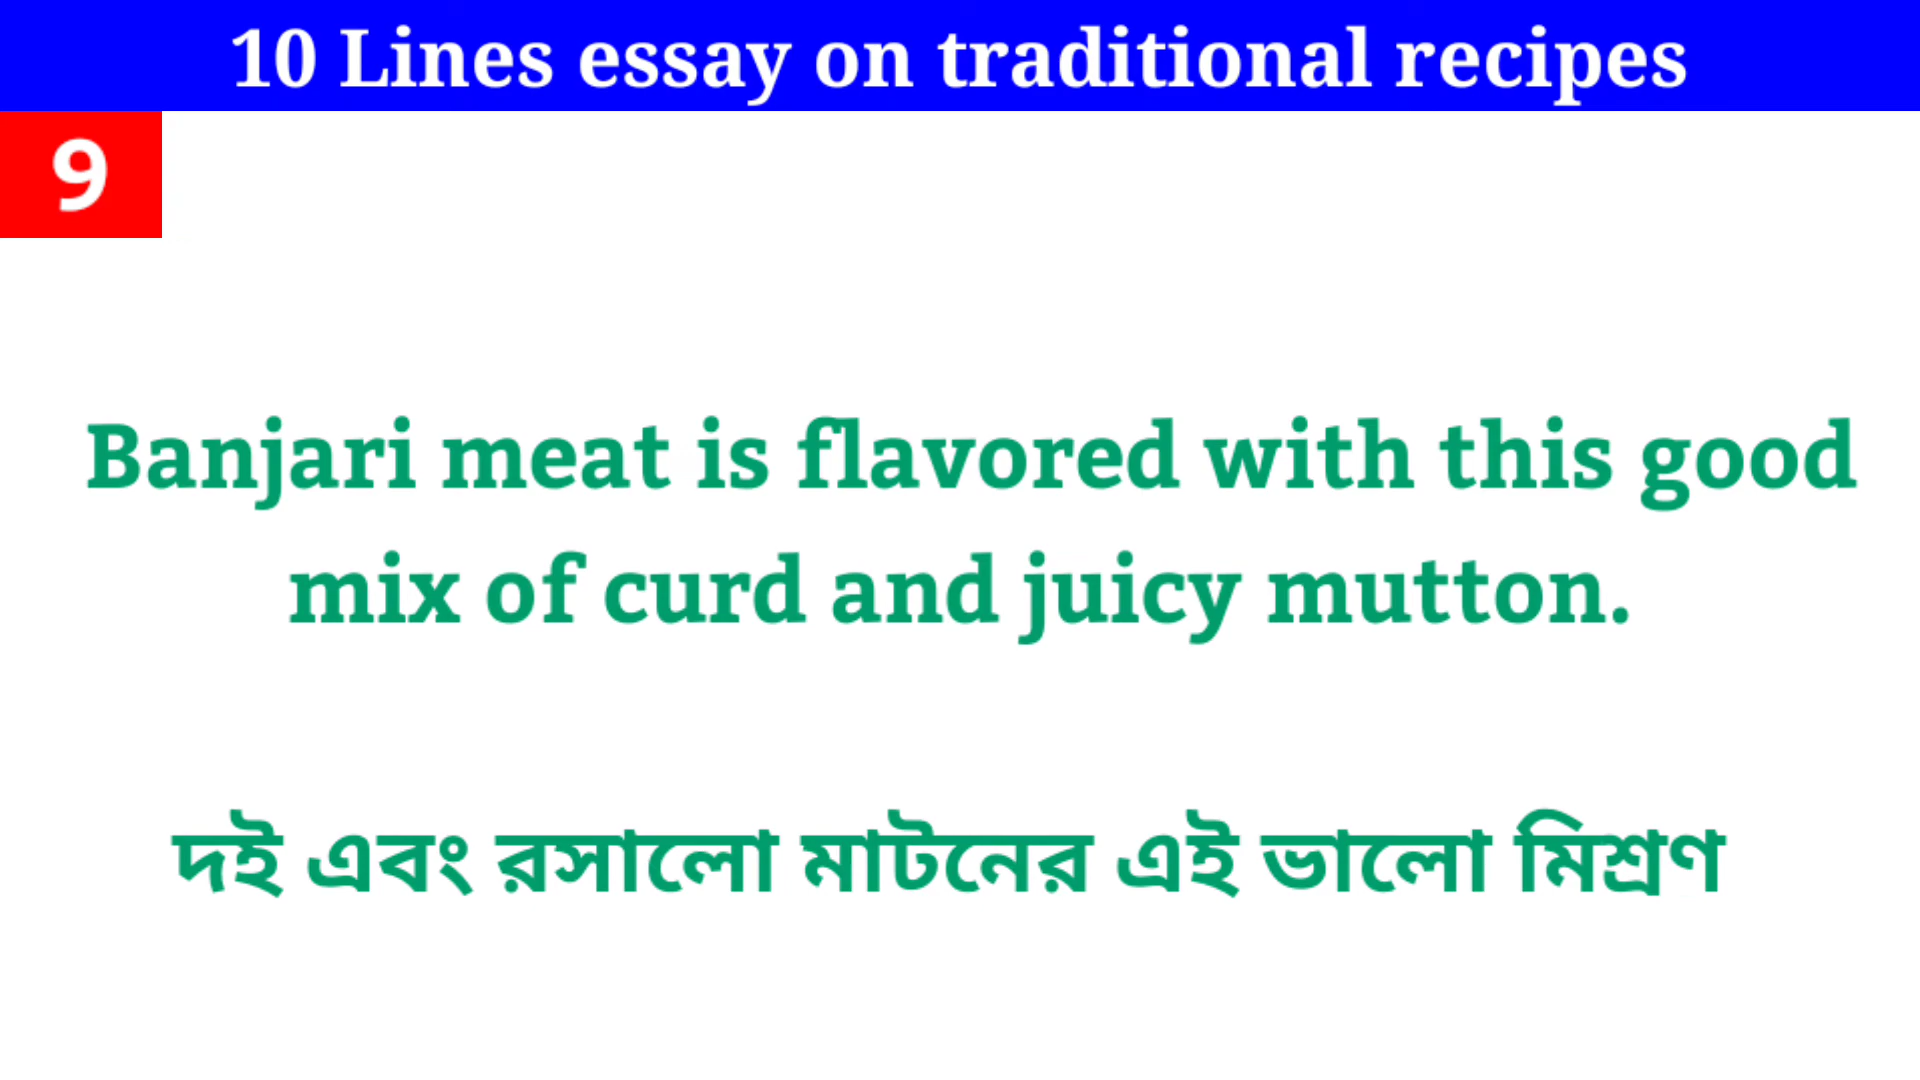 10 Lines essay on traditional recipes
9
Banjari meat is flavored with this good
mix of curd and juicy mutton.
দই এবং রসালো মাটনের এই ভালো মিশ্রণ